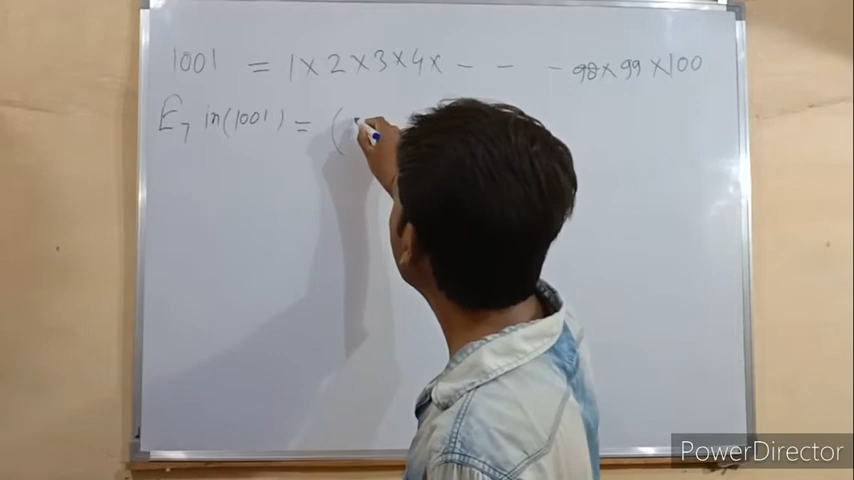 100! = 1×2×3×4× - - - 98×99×100
E₇ in(100!) = (
PowerDirector